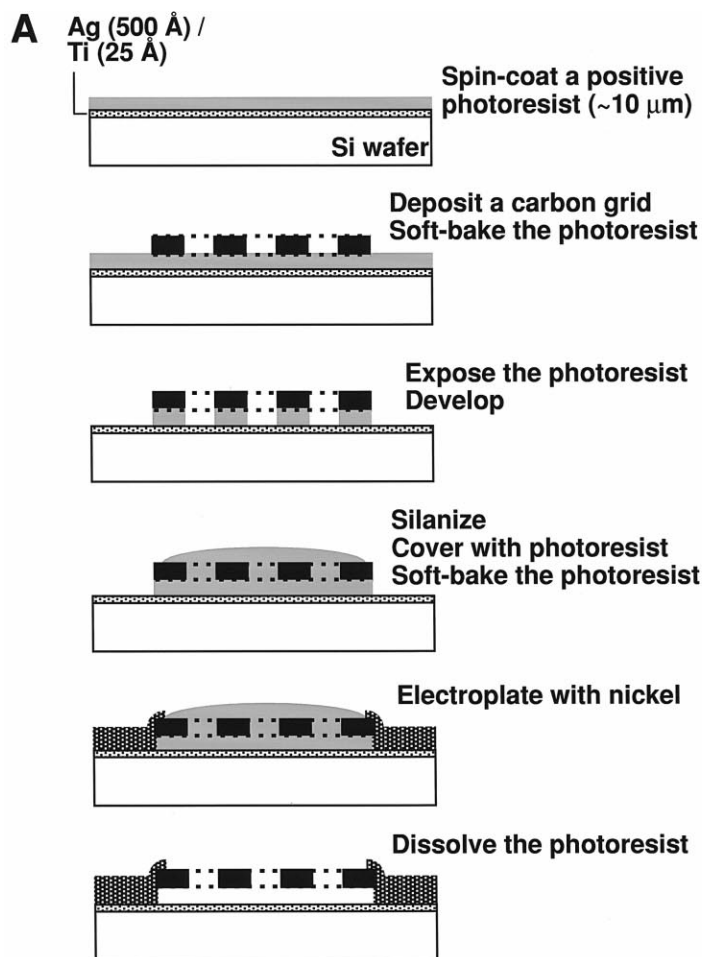 A
Ag (500 Å) /
Ti (25 Å)
Spin-coat a positive
photoresist (~10 μm)
Si wafer
Deposit a carbon grid
Soft-bake the photoresist
Expose the photoresist
Develop
Silanize
Cover with photoresist
Soft-bake the photoresist
Electroplate with nickel
Dissolve the photoresist